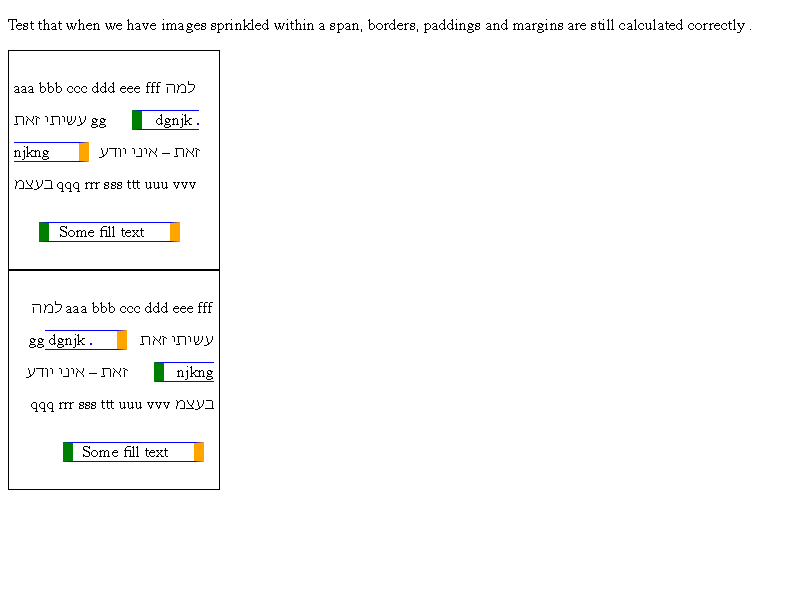 Test that when we have images sprinkled within a span, borders, paddings and margins are still calculated correctly .
aaa bbb ccc ddd eee fff למה
עשיתי זאת gg dgnjk .
njkng זאת – איני יודע
בעצמ qqq rrr sss ttt uuu vvv
Some fill text
aaa bbb ccc ddd eee fff למה
עשיתי זאת gg dgnjk .
njkng זאת – איני יודע
בעצמ qqq rrr sss ttt uuu vvv
Some fill text